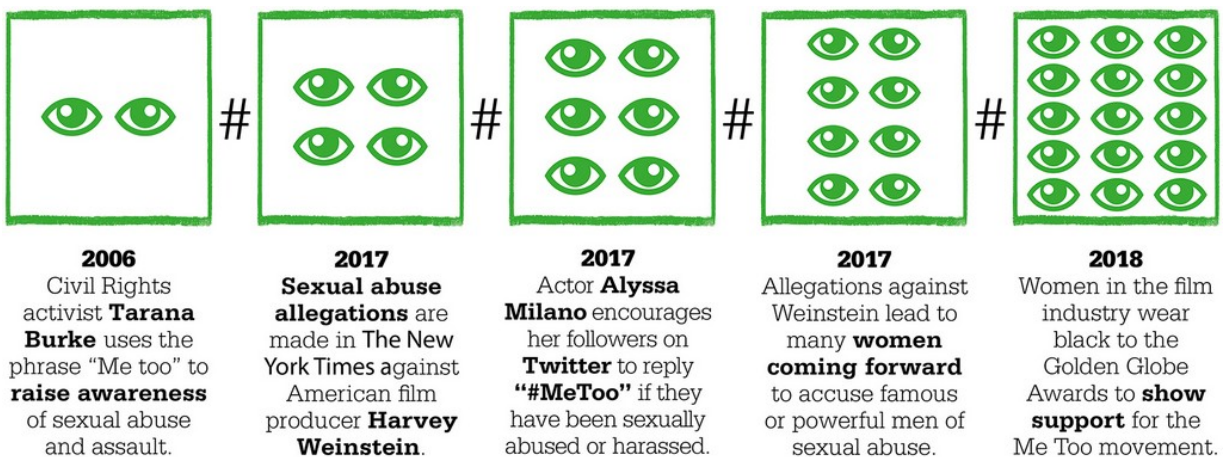 # # # #
2006
Civil Rights
activist Tarana
Burke uses the
phrase “Me too” to
raise awareness
of sexual abuse
and assault.
2017
Sexual abuse
allegations are
made in The New
York Times against
American film
producer Harvey
Weinstein.
2017
Actor Alyssa
Milano encourages
her followers on
Twitter to reply
“#MeToo” if they
have been sexually
abused or harassed.
2017
Allegations against
Weinstein lead to
many women
coming forward
to accuse famous
or powerful men of
sexual abuse.
2018
Women in the film
industry wear
black to the
Golden Globe
Awards to show
support for the
Me Too movement.